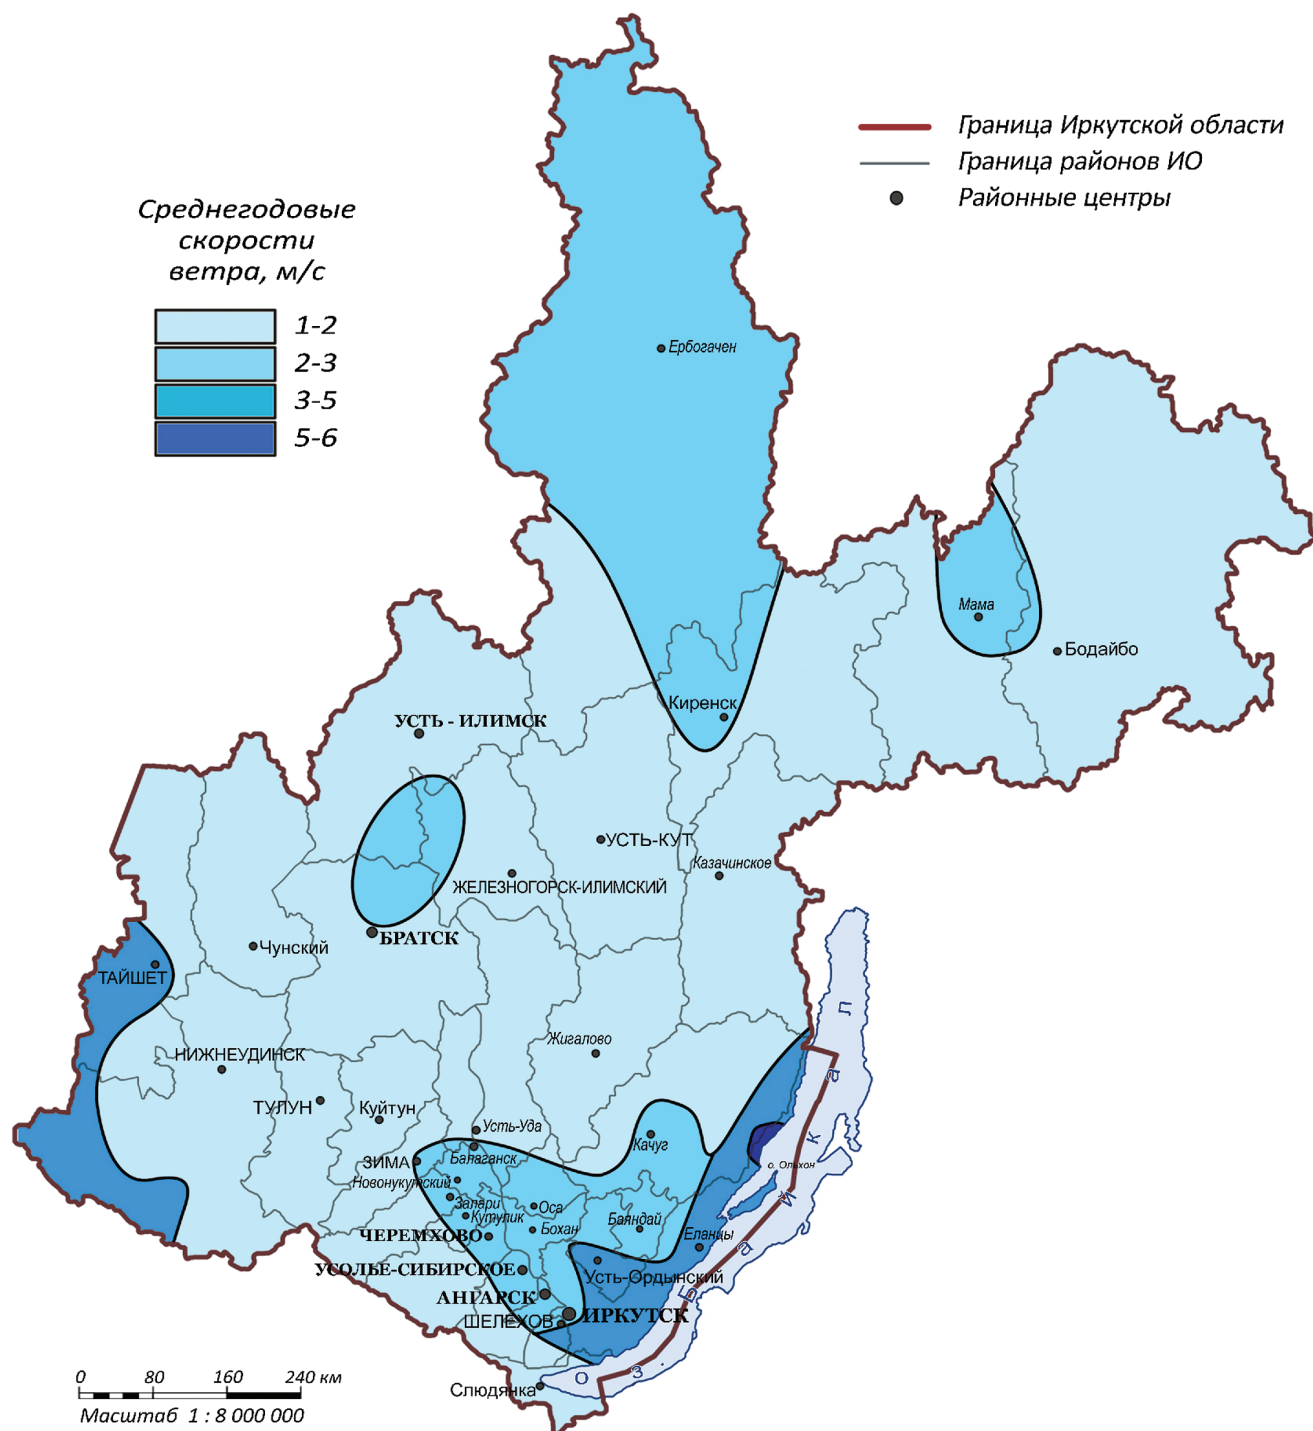 Граница Иркутской области
Граница районов ИО
Районные центры
Среднегодовые
скорости
ветра, м/с
1-2
2-3
3-5
5-6
Ербогачен
Мама
Бодайбо
Киренск
УСТЬ - ИЛИМСК
УСТЬ-КУТ
Казачинское
ЖЕЛЕЗНОГОРСК-ИЛИМСКИЙ
БРАТСК
Чунский
ТАЙШЕТ
Жигалово
НИЖНЕУДИНСК
ТУЛУН
Куйтун
Усть-Уда
Качуг
Балаганск
ЗИМА
о. Ольхон
Новонукутский
Залари
Оса
Кутулик
Баяндай
Бохан
ЧЕРЕМХОВО
Еланцы
УСОЛЬЕ-СИБИРСКОЕ
Усть-Ордынский
АНГАРСК
ИРКУТСК
ШЕЛЕХОВ
Слюдянка
оз. Байкал
0 80 160 240 км
Масштаб 1 : 8 000 000